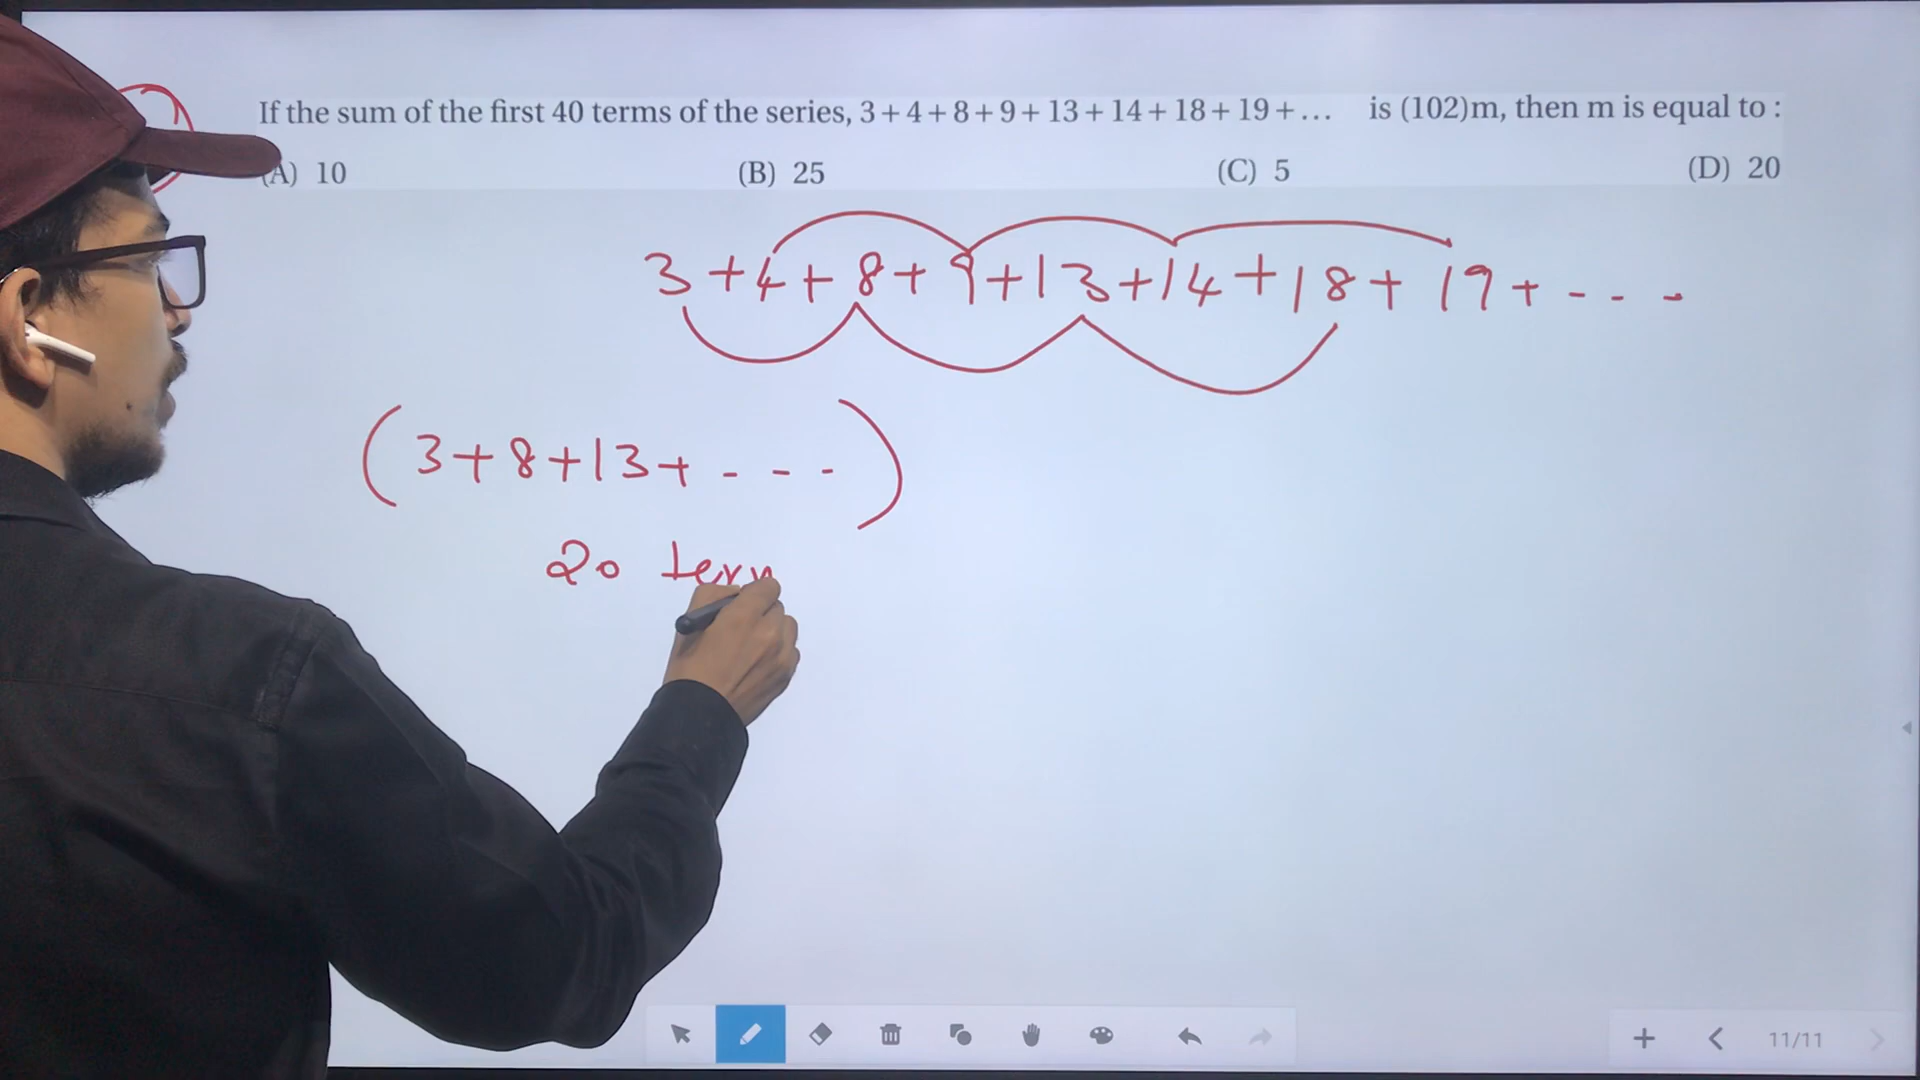 If the sum of the first 40 terms of the series, 3+4+8+9+13+14+18+19+... is (102)m, then m is equal to :
(A) 10 (B) 25 (C) 5 (D) 20
3+4+8+9+13+14+18+19+---
(3+8+13+---)
20 term
11/11